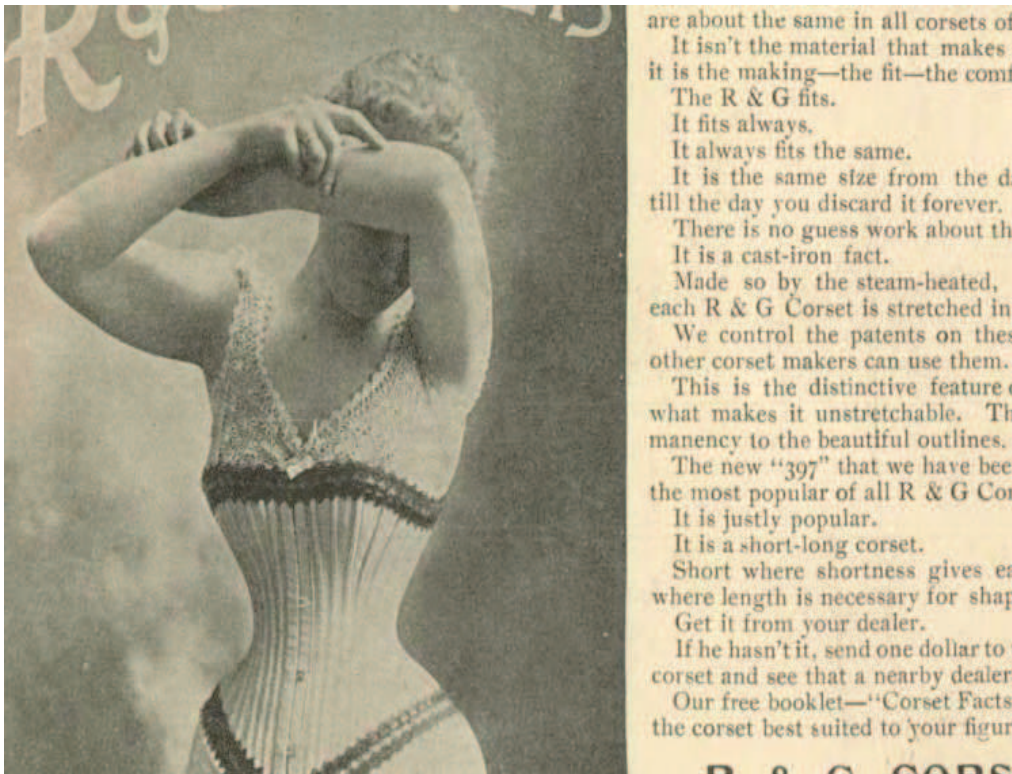 R & G
are about the same in all corsets of
It isn't the material that makes
it is the making—the fit—the comf
The R & G fits.
It fits always.
It always fits the same.
It is the same size from the d
till the day you discard it forever.
There is no guess work about th
It is a cast-iron fact.
Made so by the steam-heated,
each R & G Corset is stretched in
We control the patents on thes
other corset makers can use them.
This is the distinctive feature
what makes it unstretchable. Th
manency to the beautiful outlines.
The new "397" that we have bee
the most popular of all R & G Cor
It is justly popular.
It is a short-long corset.
Short where shortness gives ea
where length is necessary for shap
Get it from your dealer.
If he hasn't it, send one dollar to
corset and see that a nearby dealer
Our free booklet—"Corset Facts
the corset best suited to your figur
R & G CORS